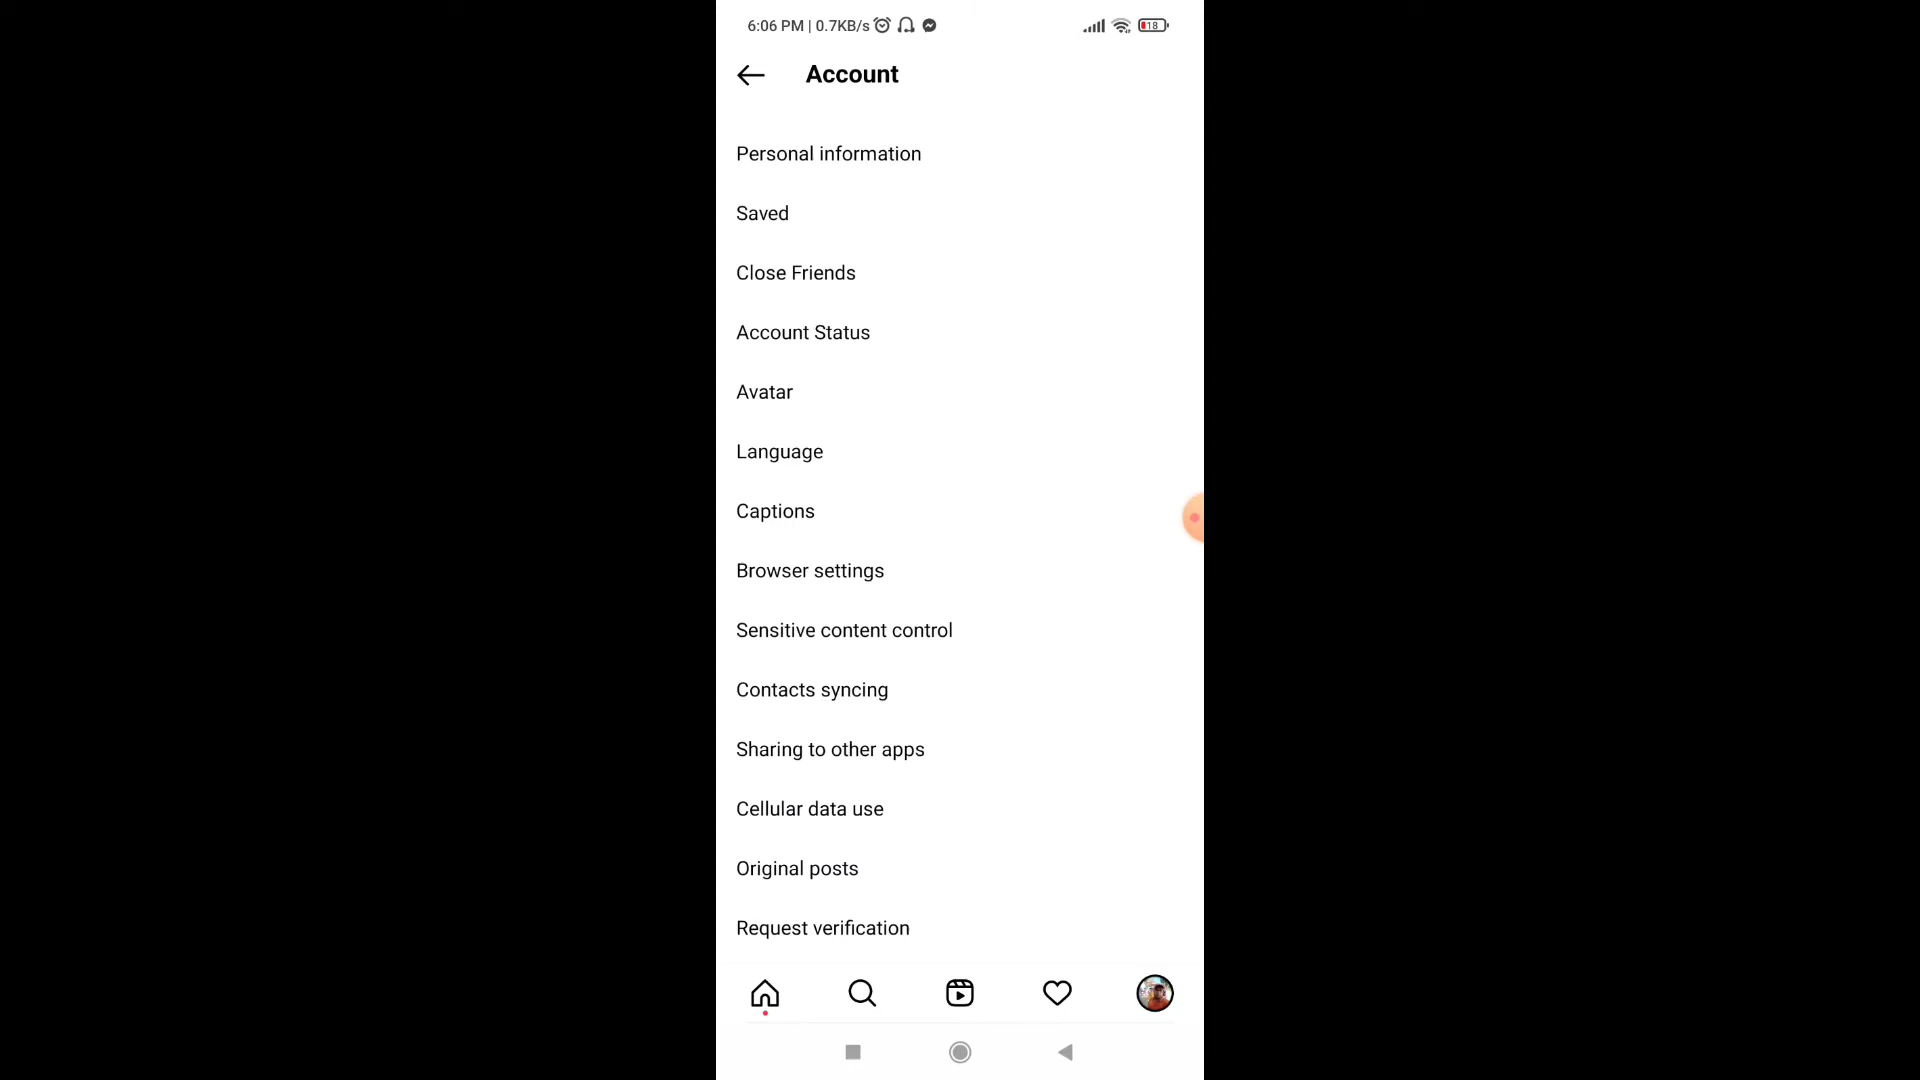 6:06 PM | 0.7KB/s
18
Account
Personal information
Saved
Close Friends
Account Status
Avatar
Language
Captions
Browser settings
Sensitive content control
Contacts syncing
Sharing to other apps
Cellular data use
Original posts
Request verification